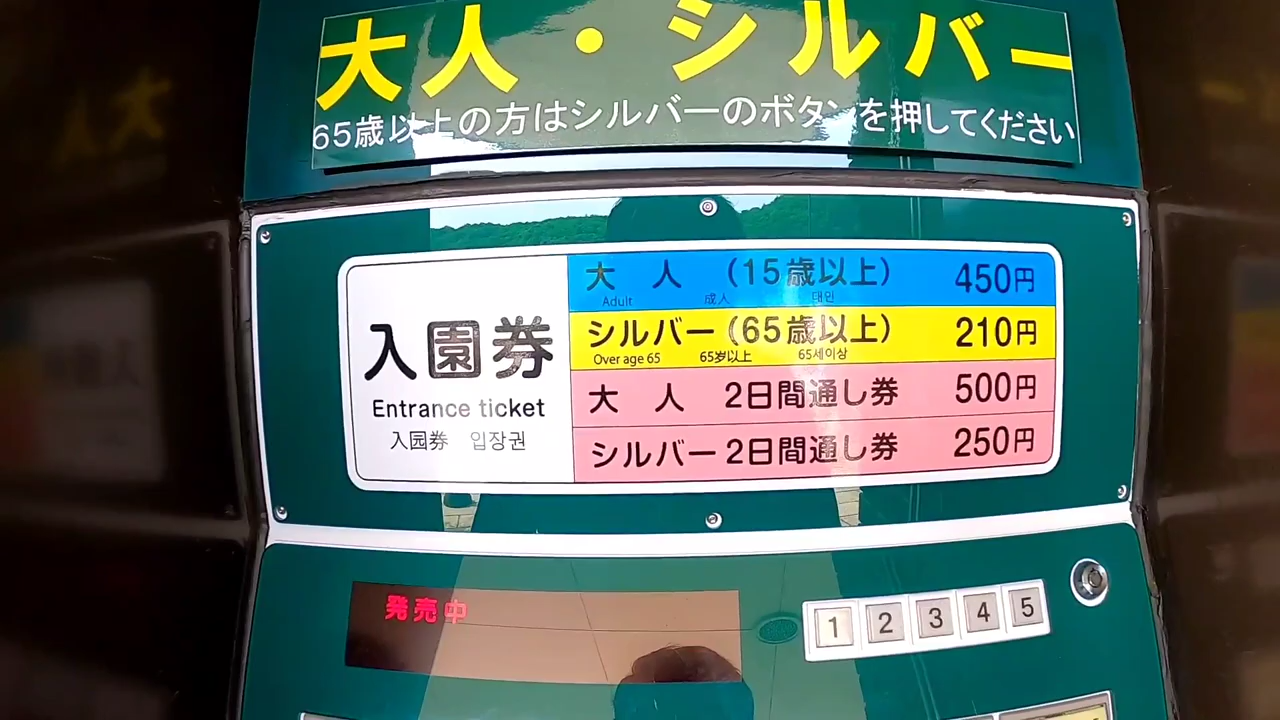 大人・シルバー
65歳以上の方はシルバーのボタンを押してください
入園券
Entrance ticket
入园券 입장권
大人 (15歳以上) 450円
Adult 成人 대인
シルバー (65歳以上) 210円
Over age 65 65岁以上 65세이상
大人 2日間通し券 500円
シルバー 2日間通し券 250円
発売中
1 2 3 4 5